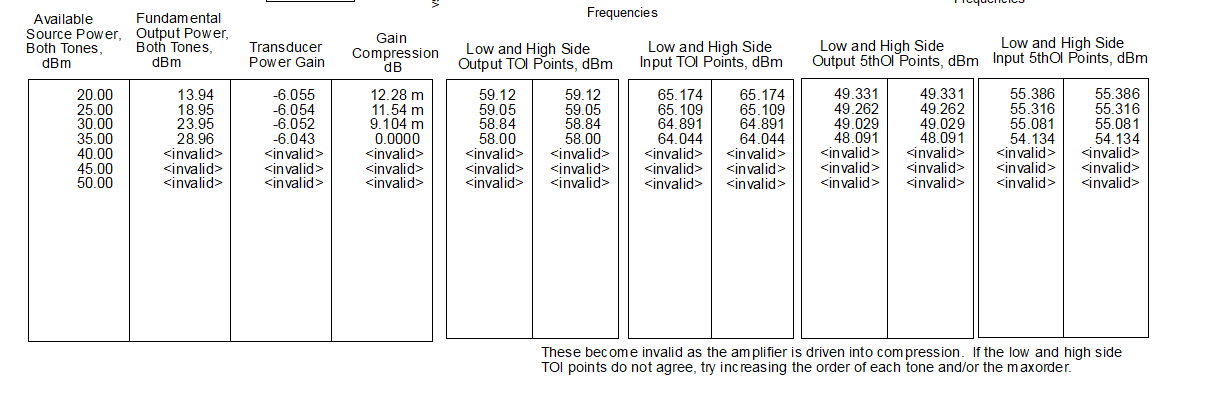 Frequencies
Available
Source Power,
Both Tones,
dBm
Fundamental
Output Power,
Both Tones,
dBm
Transducer
Power Gain
Gain
Compression
dB
Low and High Side
Output TOI Points, dBm
Low and High Side
Input TOI Points, dBm
Low and High Side
Output 5thOI Points, dBm
Low and High Side
Input 5thOI Points, dBm
20.00 13.94 -6.055 12.28 m 59.12 59.12 65.174 65.174 49.331 49.331 55.386 55.386
25.00 18.95 -6.054 11.54 m 59.05 59.05 65.109 65.109 49.262 49.262 55.316 55.316
30.00 23.95 -6.052 9.104 m 58.84 58.84 64.891 64.891 49.029 49.029 55.081 55.081
35.00 28.96 -6.043 0.0000 58.00 58.00 64.044 64.044 48.091 48.091 54.134 54.134
40.00 <invalid> <invalid> <invalid> <invalid> <invalid> <invalid> <invalid> <invalid> <invalid> <invalid> <invalid>
45.00 <invalid> <invalid> <invalid> <invalid> <invalid> <invalid> <invalid> <invalid> <invalid> <invalid> <invalid>
50.00 <invalid> <invalid> <invalid> <invalid> <invalid> <invalid> <invalid> <invalid> <invalid> <invalid> <invalid>
These become invalid as the amplifier is driven into compression. If the low and high side
TOI points do not agree, try increasing the order of each tone and/or the maxorder.